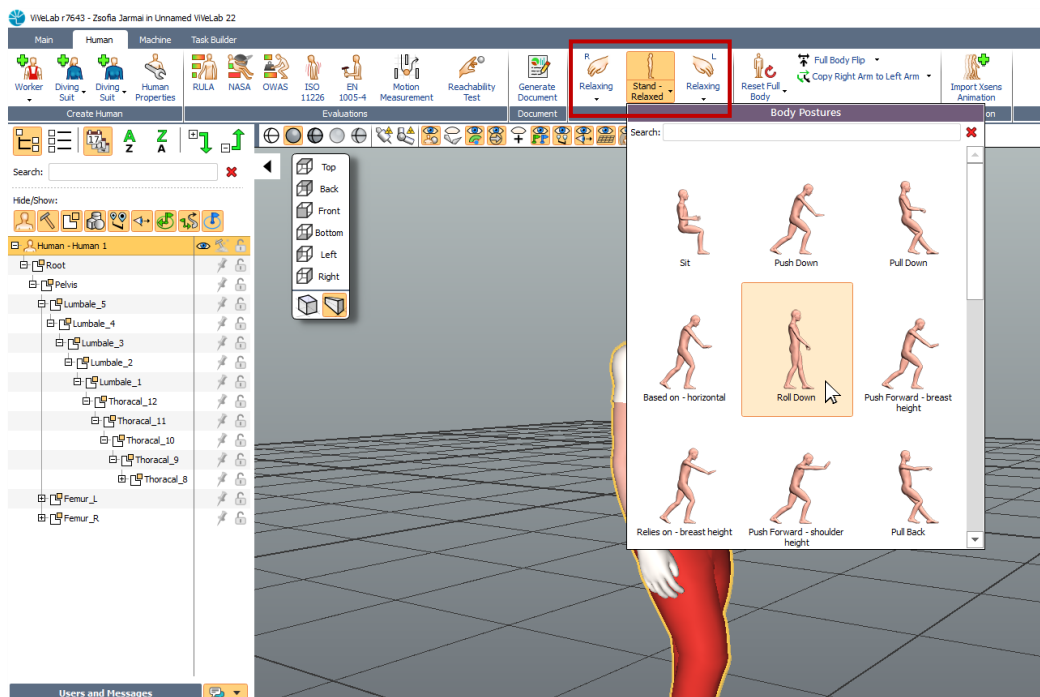 ViWeLab r7643 - Zsofia Jarmai in Unnamed ViWeLab 22
Main Human Machine Task Builder
Worker
Diving Suit
Diving Suit
Human Properties
RULA
NASA
OWAS
ISO 11226
EN 1005-4
Motion Measurement
Reachability Test
Generate Document
R
Relaxing
Stand - Relaxed
L
Relaxing
Reset Full Body
Full Body Flip
Copy Right Arm to Left Arm
Import Xsens Animation
Create Human
Evaluations
Document
on
Body Postures
Search:
Sit
Push Down
Pull Down
Based on - horizontal
Roll Down
Push Forward - breast height
Relies on - breast height
Push Forward - shoulder height
Pull Back
17
A Z
Z A
Search:
Hide/Show:
Human - Human 1
Root
Pelvis
Lumbale_5
Lumbale_4
Lumbale_3
Lumbale_2
Lumbale_1
Thoracal_12
Thoracal_11
Thoracal_10
Thoracal_9
Thoracal_8
Femur_L
Femur_R
Top
Back
Front
Bottom
Left
Right
Users and Messages